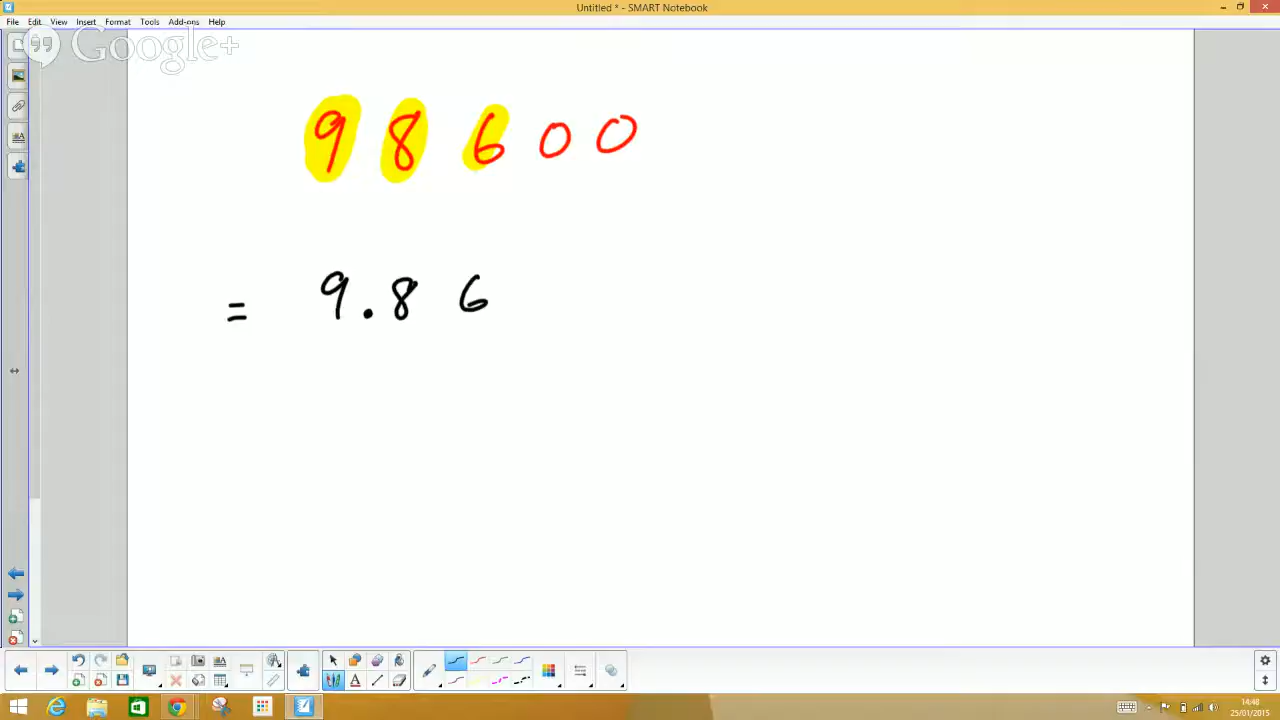 Untitled * - SMART Notebook
File Edit View Insert Format Tools Add-ons Help
Google+
9 8 6 0 0
= 9.8 6
14:48
25/01/2015